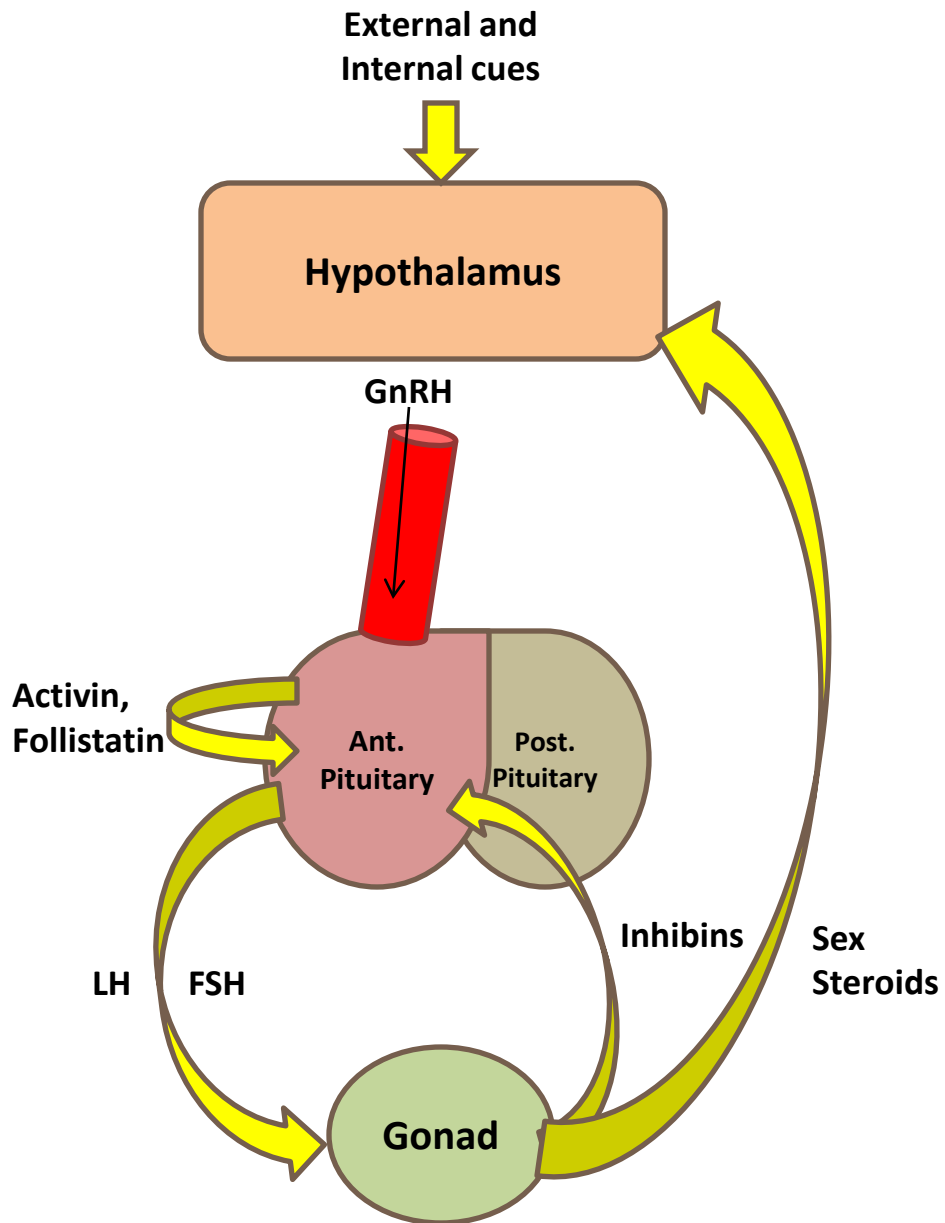 External and
Internal cues
Hypothalamus
GnRH
Activin,
Follistatin
Ant.
Pituitary
Post.
Pituitary
Inhibins
Sex
Steroids
LH FSH
Gonad